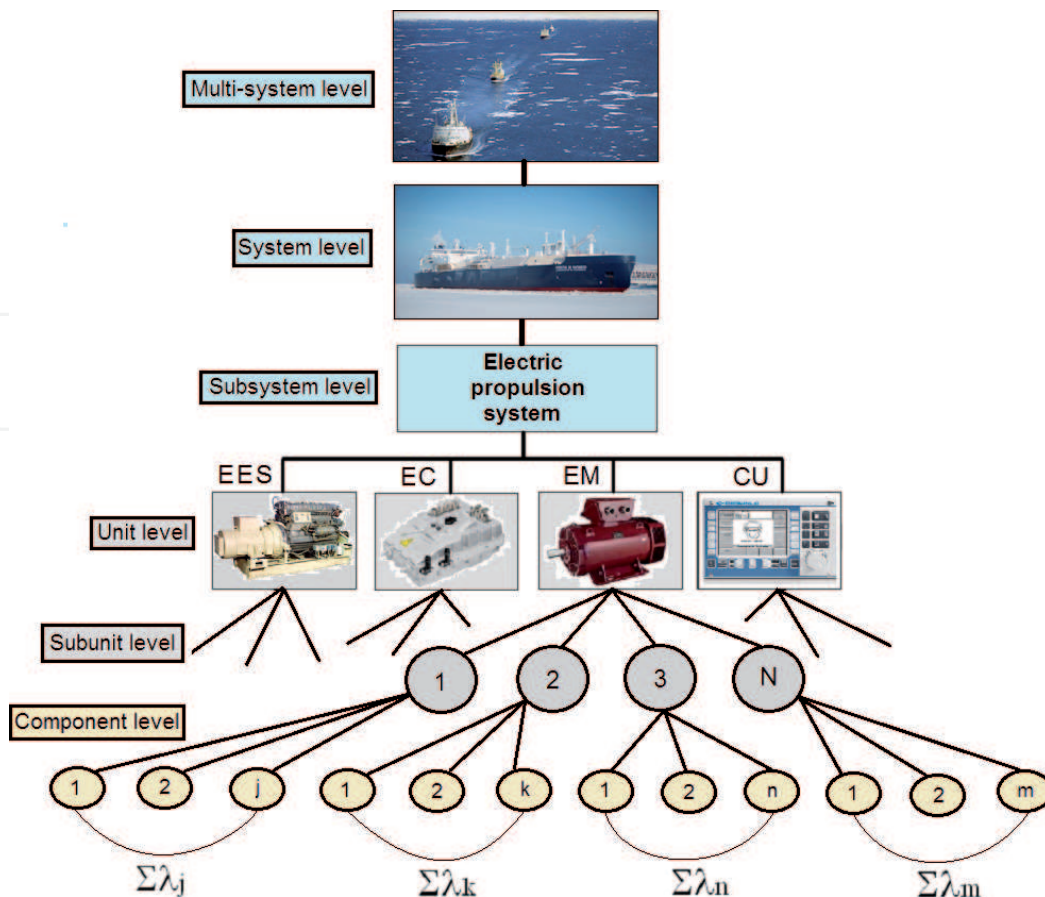 Multi-system level
System level
Subsystem level
Electric
propulsion
system
EES EC EM CU
Unit level
Subunit level
1 2 3 N
Component level
1 2 j 1 2 k 1 2 n 1 2 m
Σλj Σλk Σλn Σλm